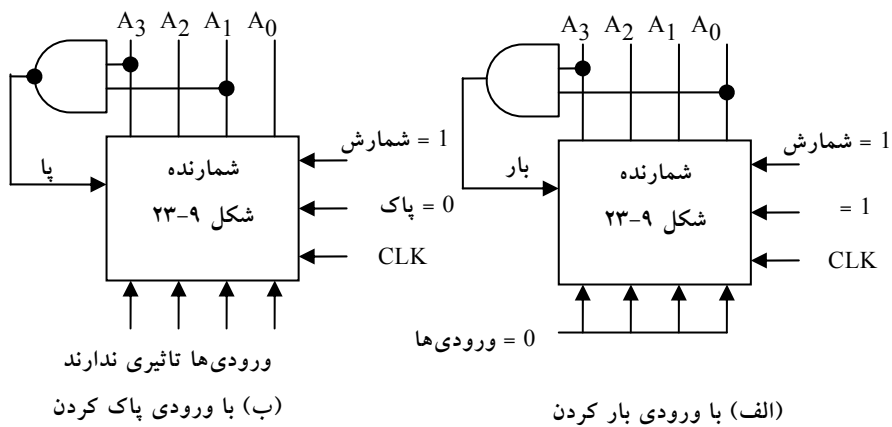 A3 A2 A1 A0
شمارش = 1
بار
شمارنده
شکل ۹-۲۳
= 1
CLK
ورودی‌ها = 0
(الف) با ورودی بار کردن
A3 A2 A1 A0
شمارش = 1
پا
شمارنده
شکل ۹-۲۳
پاک = 0
CLK
ورودی‌ها تاثیری ندارند
(ب) با ورودی پاک کردن